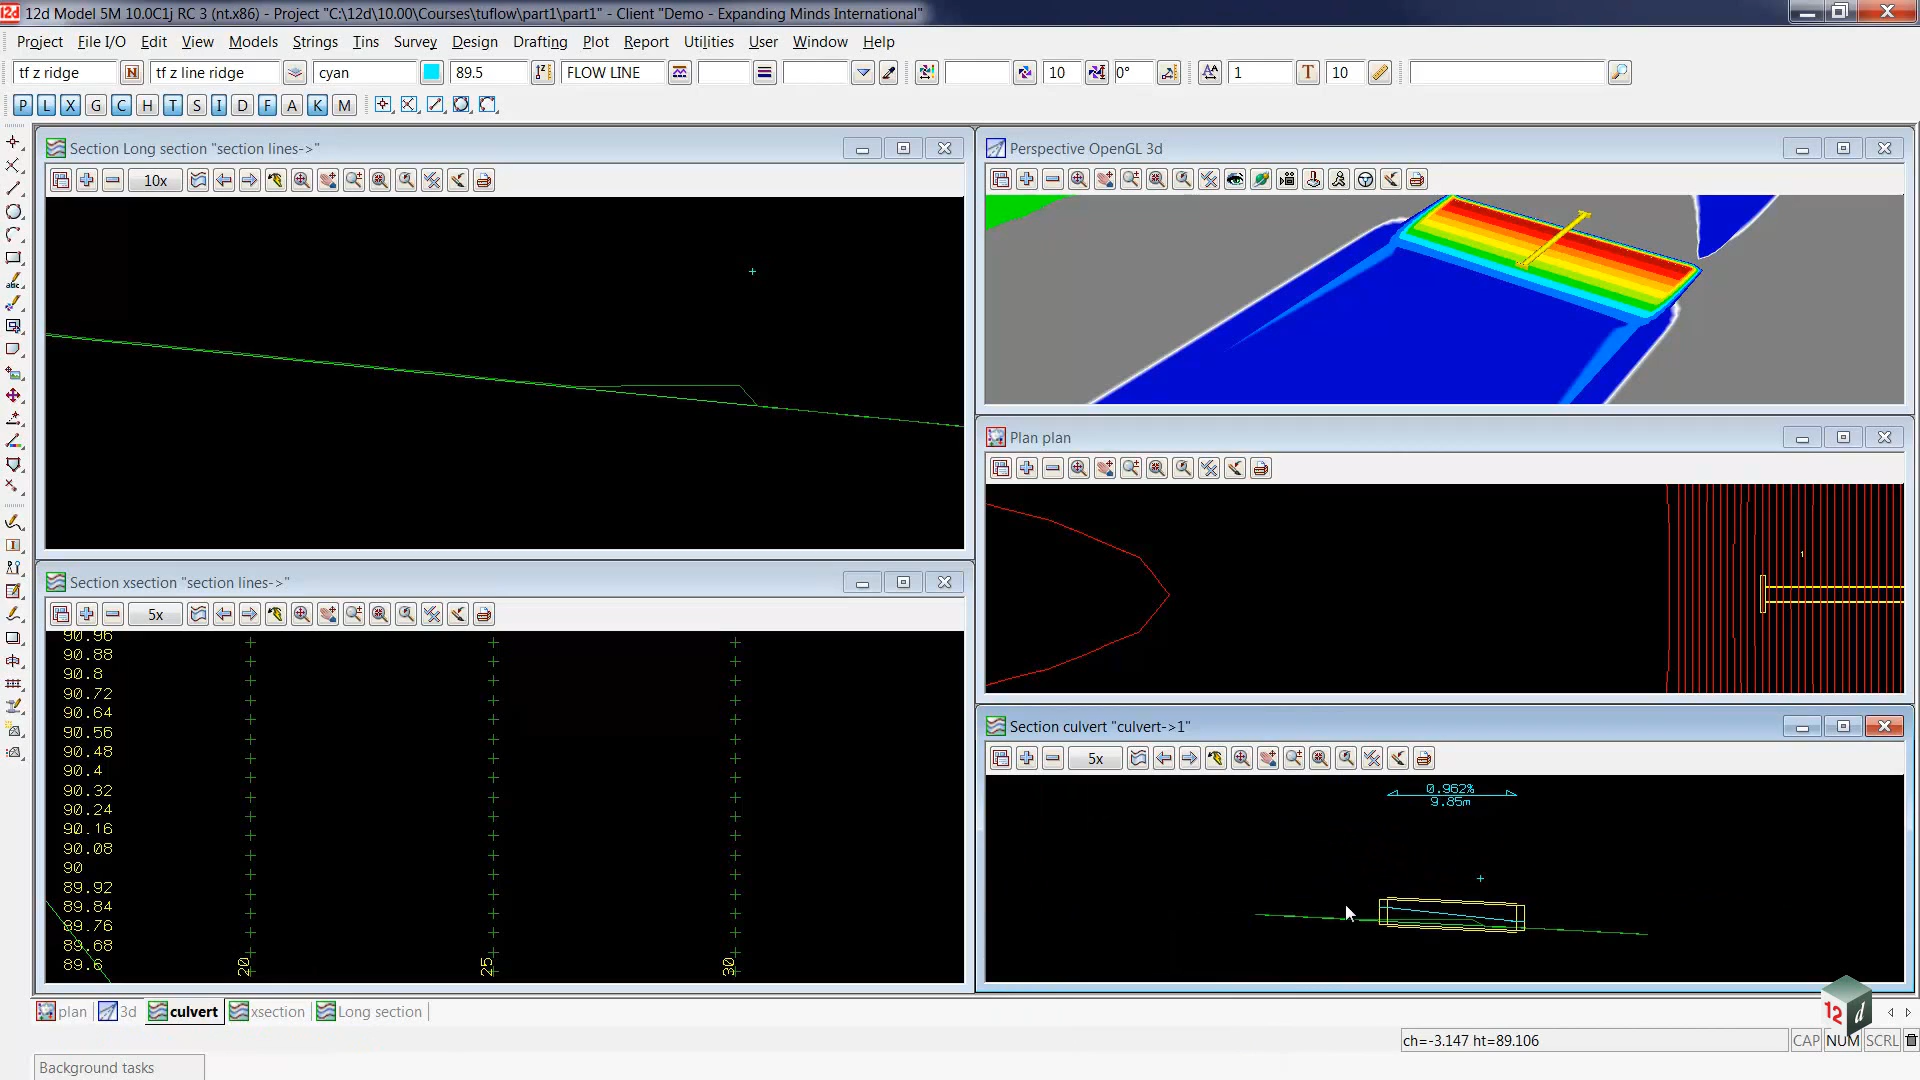 12d Model 5M 10.0C1j RC 3 (nt.x86) - Project "C:\12d\10.00\Courses\tuflow\part1\part1" - Client "Demo - Expanding Minds International"
Project File I/O Edit View Models Strings Tins Survey Design Drafting Plot Report Utilities User Window Help
tf z ridge N tf z line ridge cyan 89.5 FLOW LINE 10 0° 1 T 10
P L X G C H T S I D F A K M
Section Long section "section lines->"
10x
Perspective OpenGL 3d
Plan plan
1
Section xsection "section lines->"
5x
90.96
90.88
90.8
90.72
90.64
90.56
90.48
90.4
90.32
90.24
90.16
90.08
90
89.92
89.84
89.76
89.68
89.6
20 25 30
Section culvert "culvert->1"
5x
0.962%
9.85m
plan 3d culvert xsection Long section
12d
ch=-3.147 ht=89.106 CAP NUM SCRL
Background tasks